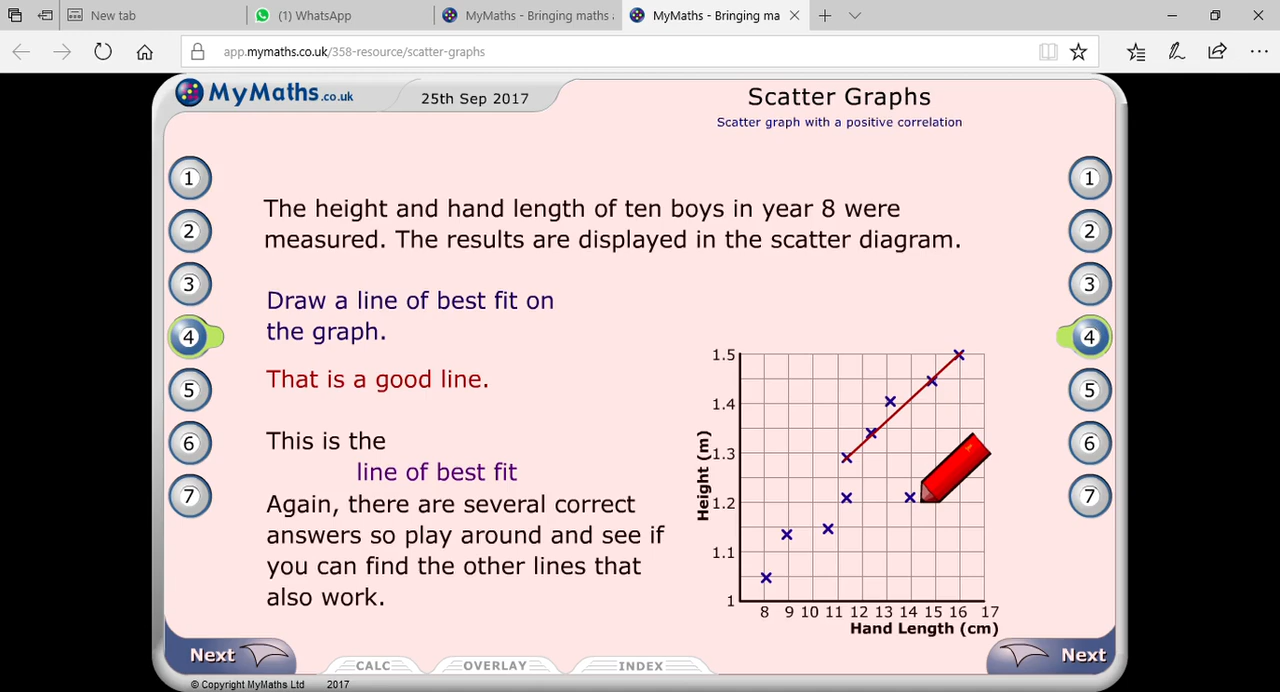 New tab
(1) WhatsApp
MyMaths - Bringing maths
MyMaths - Bringing ma
app.mymaths.co.uk/358-resource/scatter-graphs
MyMaths.co.uk
25th Sep 2017
Scatter Graphs
Scatter graph with a positive correlation
1
2
3
4
5
6
7
The height and hand length of ten boys in year 8 were
measured. The results are displayed in the scatter diagram.
Draw a line of best fit on
the graph.
That is a good line.
This is the
line of best fit
Again, there are several correct
answers so play around and see if
you can find the other lines that
also work.
1.5
1.4
1.3
1.2
1.1
1
Height (m)
8 9 10 11 12 13 14 15 16 17
Hand Length (cm)
1
2
3
4
5
6
7
Next
CALC
OVERLAY
INDEX
Next
© Copyright MyMaths Ltd 2017